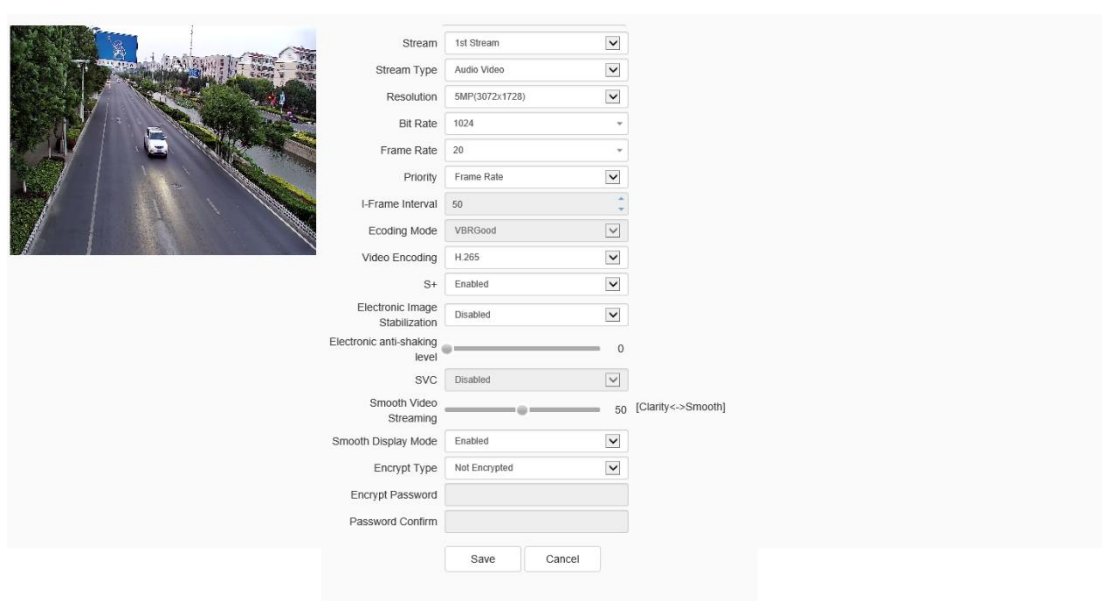 Stream 1st Stream
Stream Type Audio Video
Resolution 5MP(3072x1728)
Bit Rate 1024
Frame Rate 20
Priority Frame Rate
I-Frame Interval 50
Ecoding Mode VBRGood
Video Encoding H.265
S+ Enabled
Electronic Image
Stabilization Disabled
Electronic anti-shaking
level 0
SVC Disabled
Smooth Video
Streaming 50 [Clarity<->Smooth]
Smooth Display Mode Enabled
Encrypt Type Not Encrypted
Encrypt Password
Password Confirm
Save Cancel